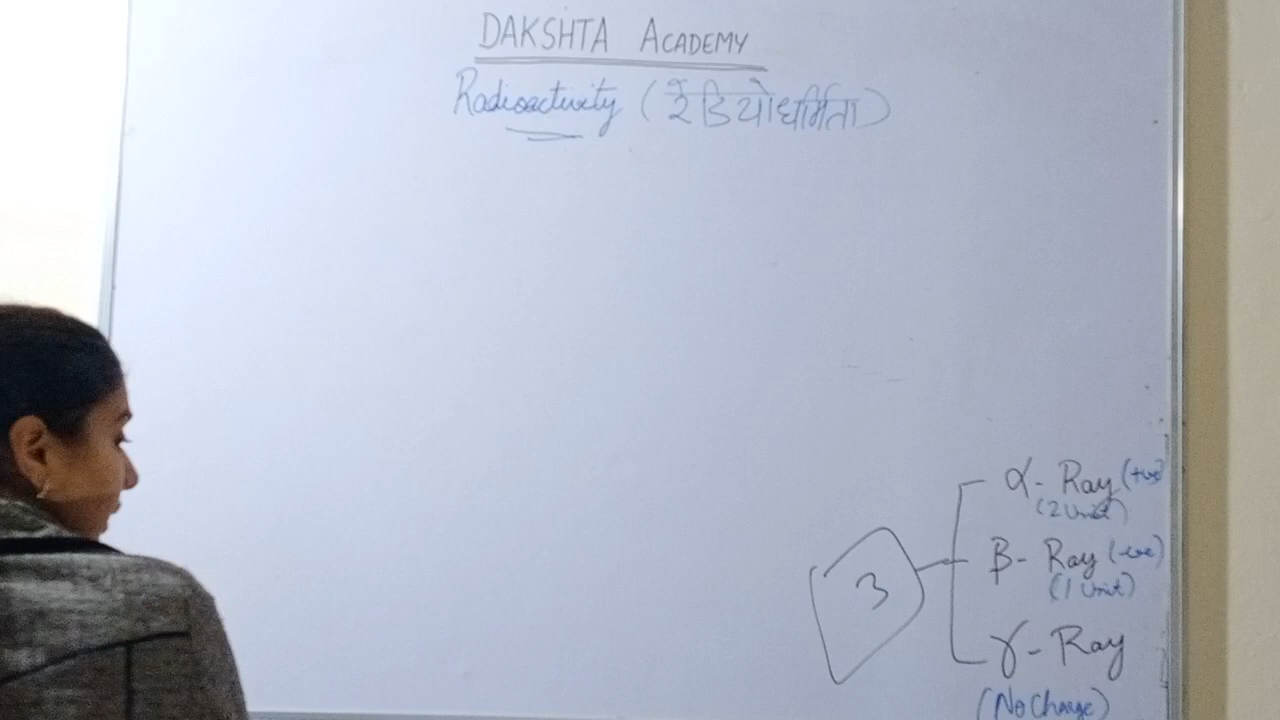 DAKSHTA ACADEMY
Radioactivity (रेडियोधर्मिता)
α- Ray (+ve)
(2 Unit)
3
β- Ray (-ve)
(1 Unit)
γ- Ray
(No Charge)